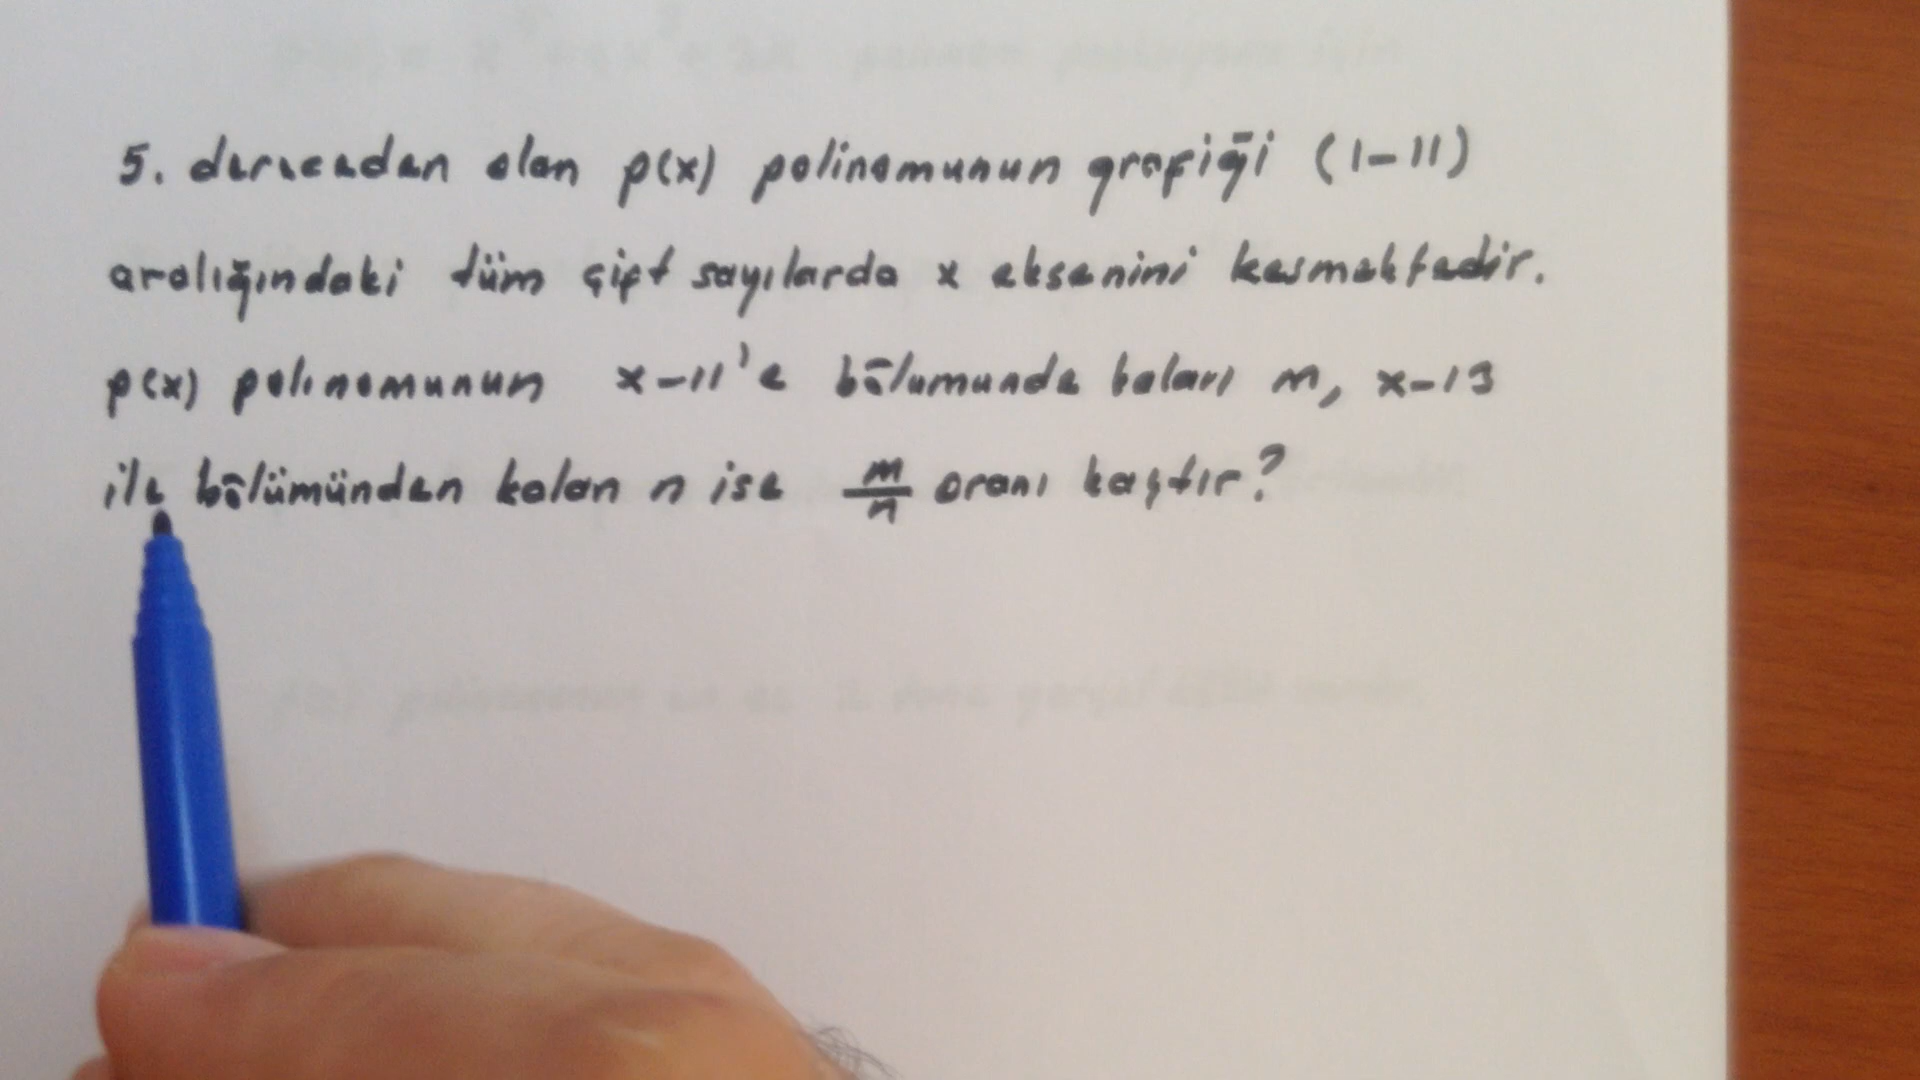 5. dereceden olan p(x) polinomunun grafiği (1-11)
aralığındaki tüm çift sayılarda x eksenini kesmektedir.
p(x) polinomunun x-11'e bölumunde kalanı m, x-13
ile bölümünden kalan n ise m/n oranı kaçtır?